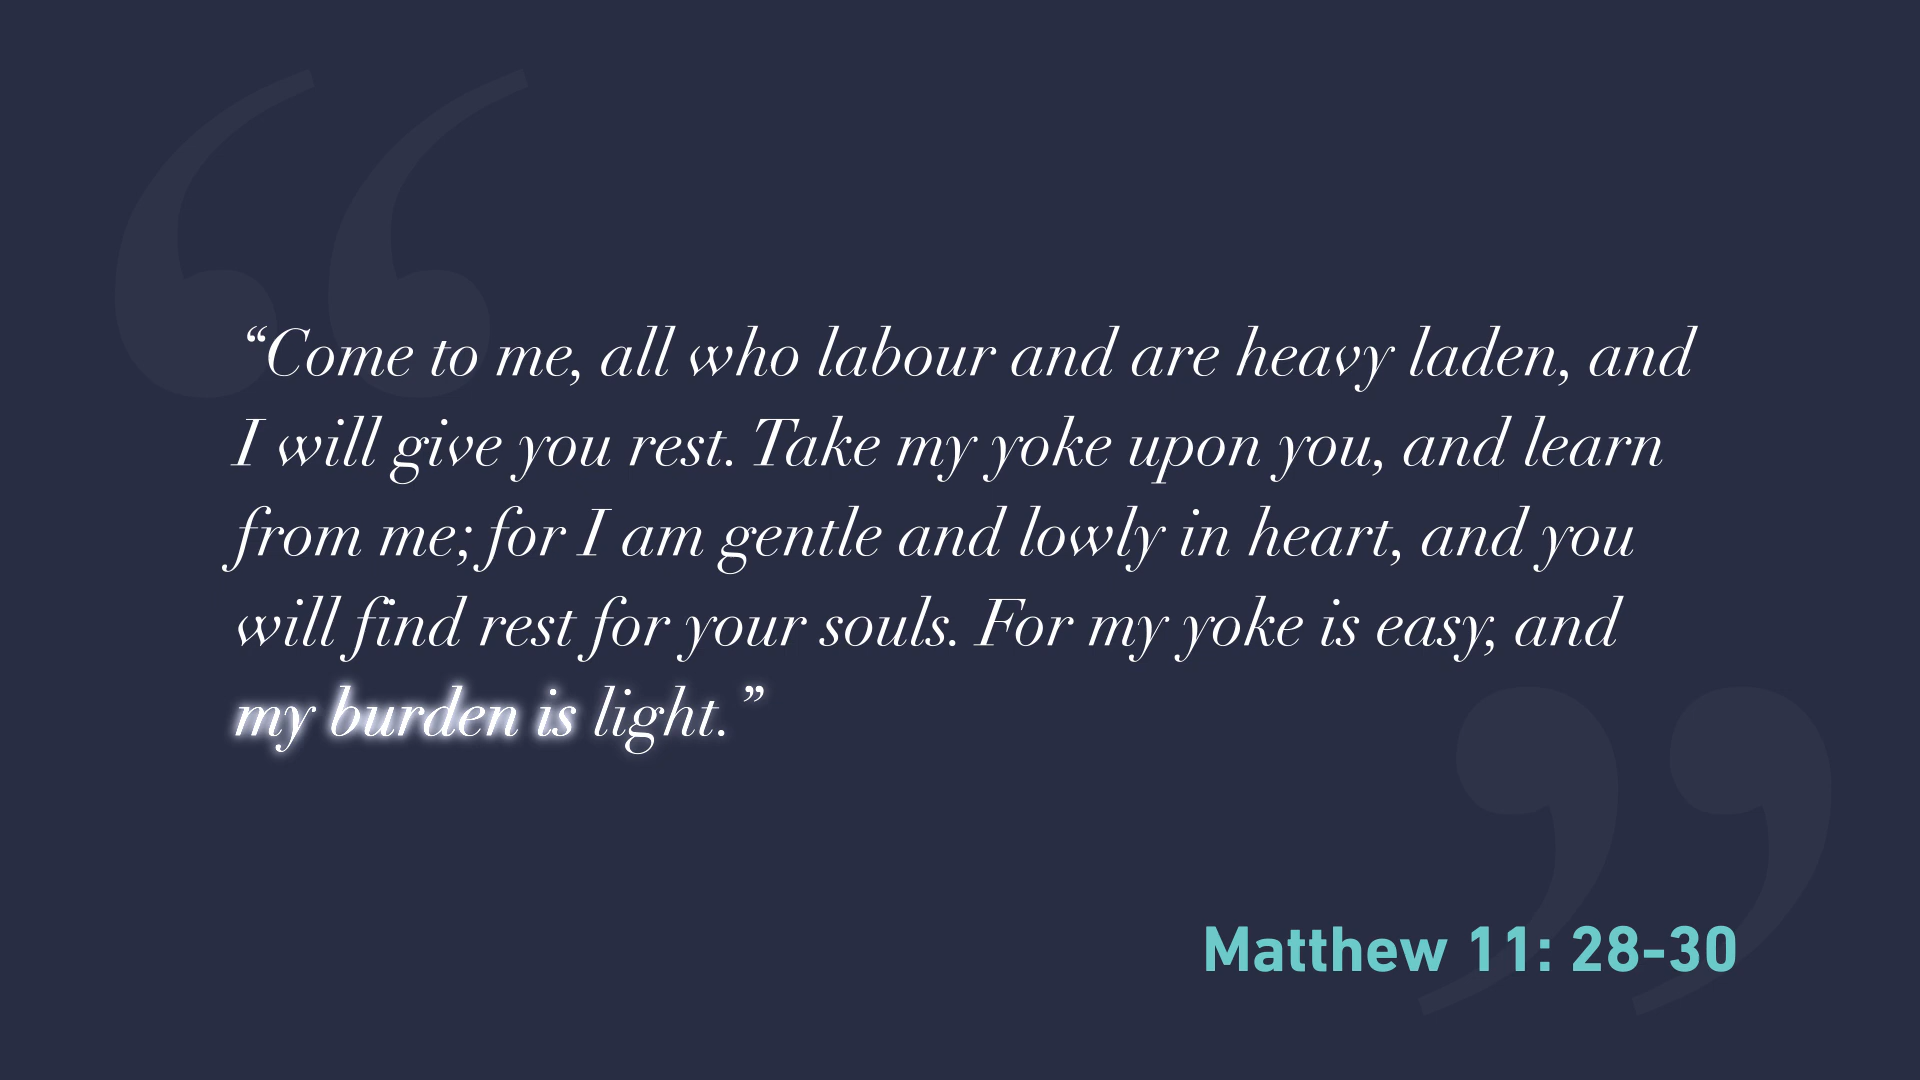 “Come to me, all who labour and are heavy laden, and
I will give you rest. Take my yoke upon you, and learn
from me; for I am gentle and lowly in heart, and you
will find rest for your souls. For my yoke is easy, and
my burden is light.”
Matthew 11: 28-30